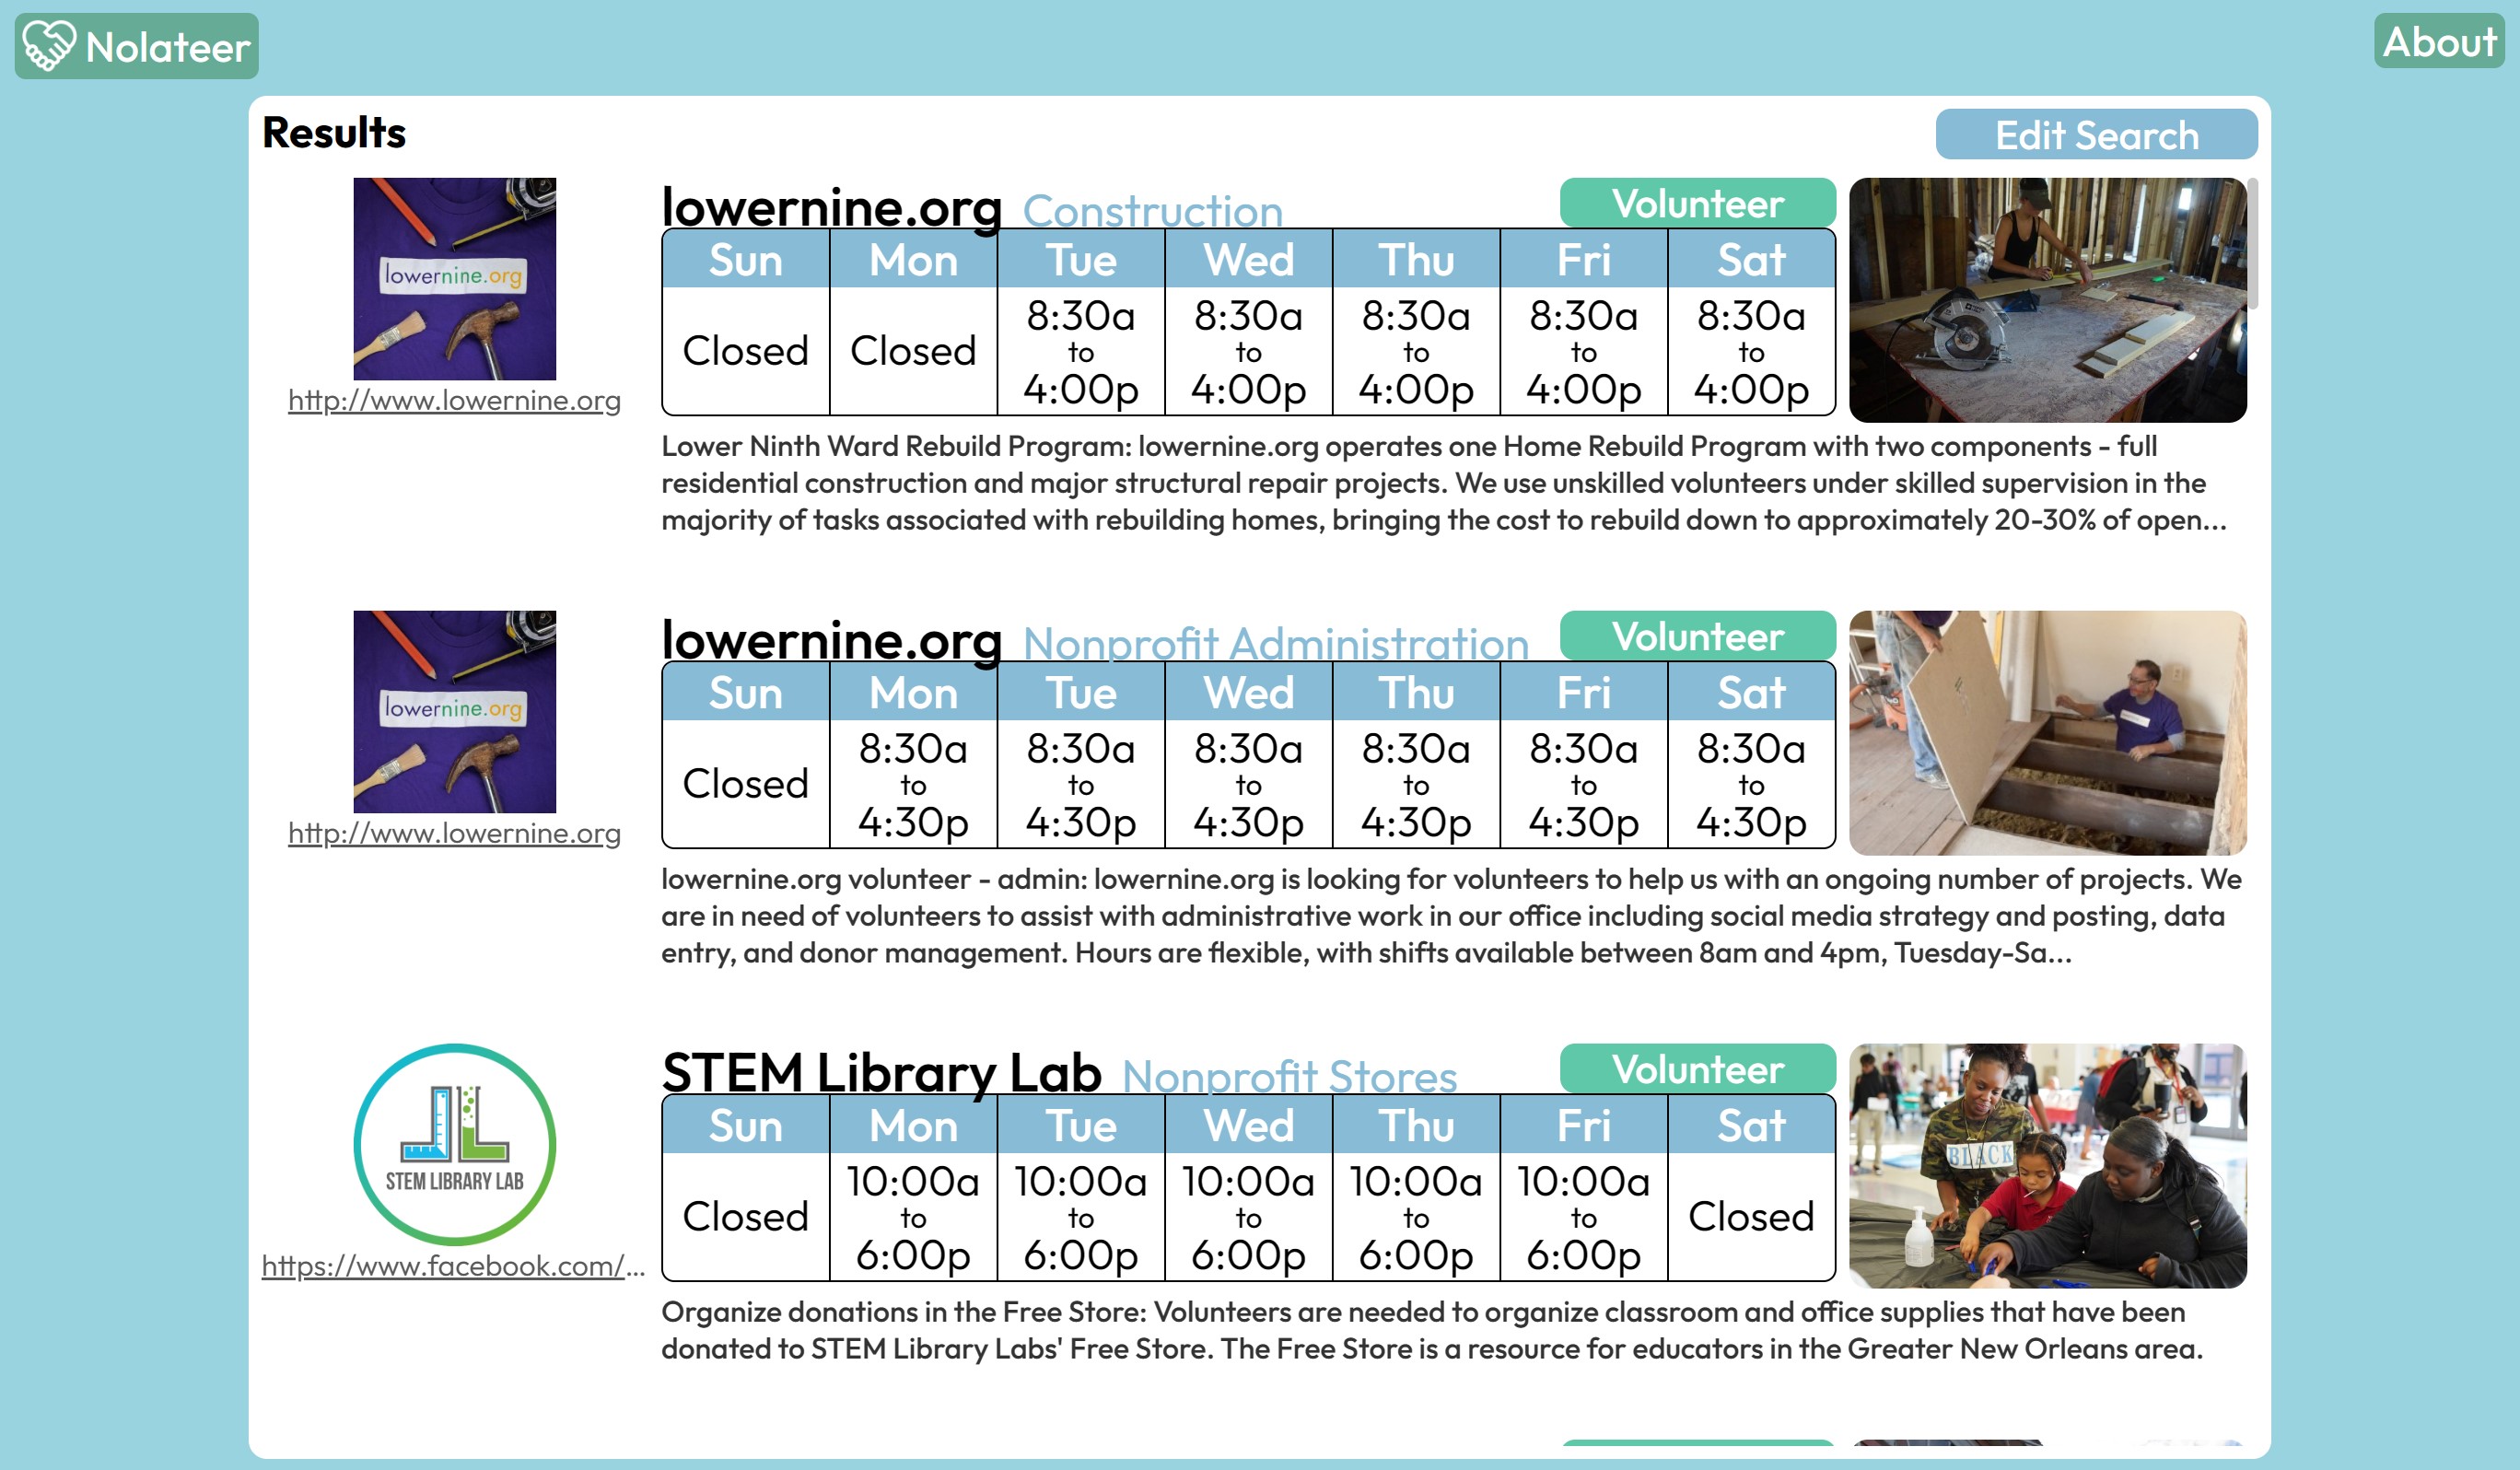 Nolateer
About
Results
Edit Search
lowernine.org
http://www.lowernine.org
lowernine.org Construction
Volunteer
Sun Mon Tue Wed Thu Fri Sat
Closed Closed 8:30a to 4:00p 8:30a to 4:00p 8:30a to 4:00p 8:30a to 4:00p 8:30a to 4:00p
Lower Ninth Ward Rebuild Program: lowernine.org operates one Home Rebuild Program with two components - full
residential construction and major structural repair projects. We use unskilled volunteers under skilled supervision in the
majority of tasks associated with rebuilding homes, bringing the cost to rebuild down to approximately 20-30% of open...
lowernine.org
http://www.lowernine.org
lowernine.org Nonprofit Administration
Volunteer
Sun Mon Tue Wed Thu Fri Sat
Closed 8:30a to 4:30p 8:30a to 4:30p 8:30a to 4:30p 8:30a to 4:30p 8:30a to 4:30p 8:30a to 4:30p
lowernine.org volunteer - admin: lowernine.org is looking for volunteers to help us with an ongoing number of projects. We
are in need of volunteers to assist with administrative work in our office including social media strategy and posting, data
entry, and donor management. Hours are flexible, with shifts available between 8am and 4pm, Tuesday-Sa...
STEM LIBRARY LAB
https://www.facebook.com/...
STEM Library Lab Nonprofit Stores
Volunteer
Sun Mon Tue Wed Thu Fri Sat
Closed 10:00a to 6:00p 10:00a to 6:00p 10:00a to 6:00p 10:00a to 6:00p 10:00a to 6:00p Closed
BLACK
Organize donations in the Free Store: Volunteers are needed to organize classroom and office supplies that have been
donated to STEM Library Labs' Free Store. The Free Store is a resource for educators in the Greater New Orleans area.